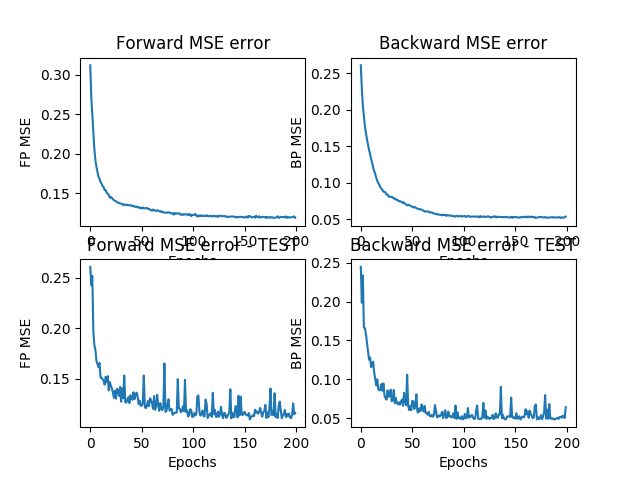 Forward MSE error
Backward MSE error
0.30
0.25
0.20
0.15
FP MSE
0 50 100 150 200
Epochs
0.25
0.20
0.15
0.10
0.05
BP MSE
0 50 100 150 200
Epochs
Forward MSE error - TEST
Backward MSE error - TEST
0.25
0.20
0.15
FP MSE
0 50 100 150 200
Epochs
0.25
0.20
0.15
0.10
0.05
BP MSE
0 50 100 150 200
Epochs